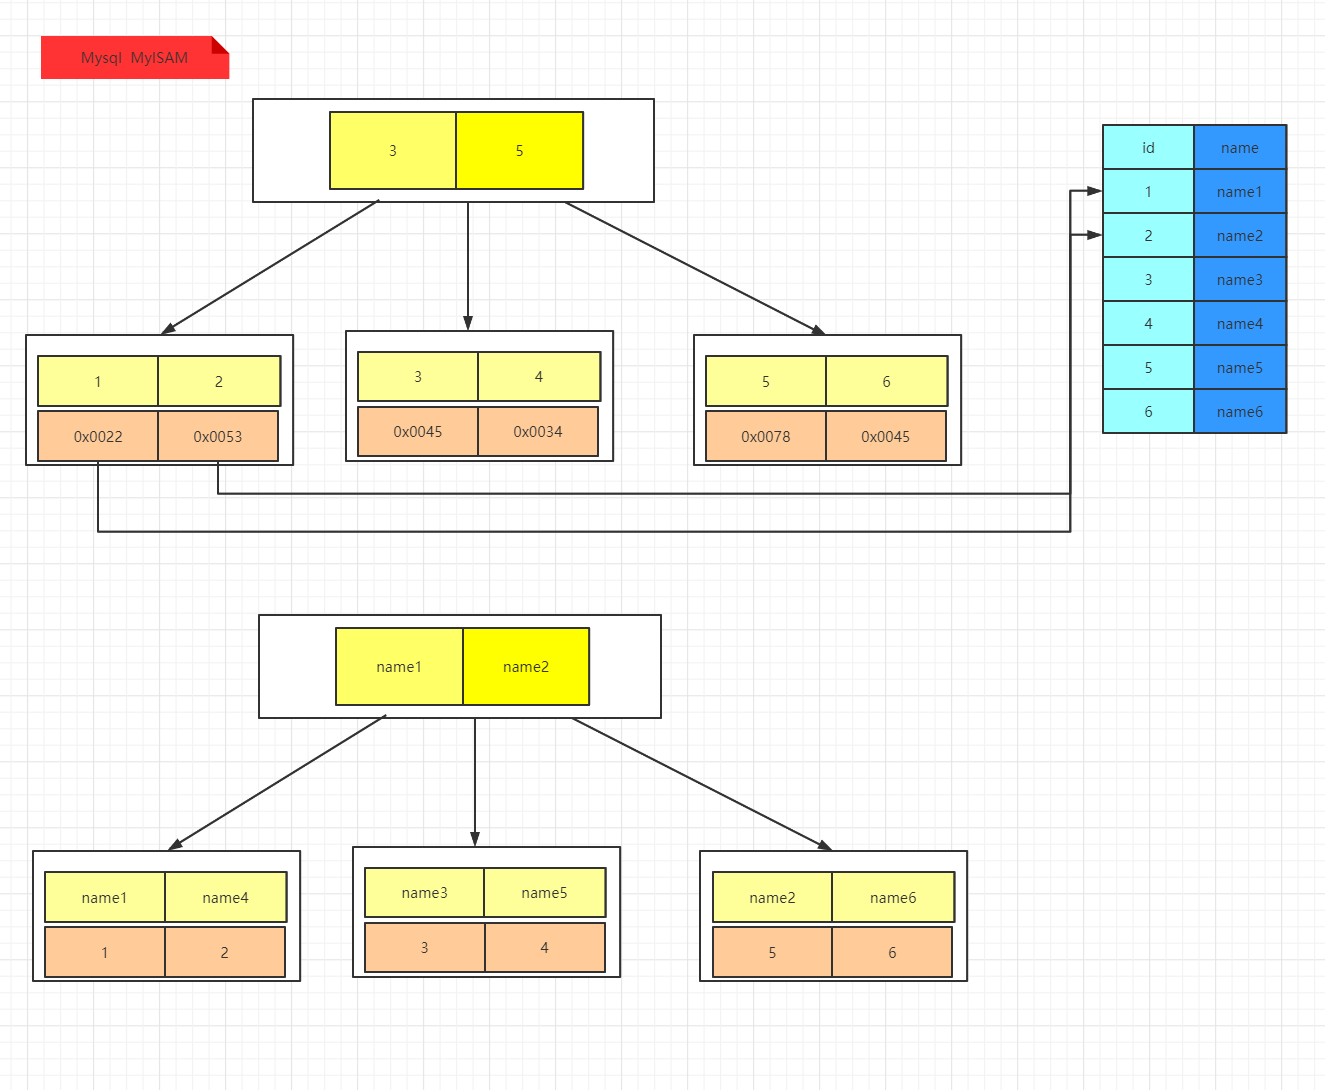 Mysql MyISAM
3 5
id name
1 name1
2 name2
3 name3
4 name4
5 name5
6 name6
1 2
0x0022 0x0053
3 4
0x0045 0x0034
5 6
0x0078 0x0045
name1 name2
name1 name4
1 2
name3 name5
3 4
name2 name6
5 6